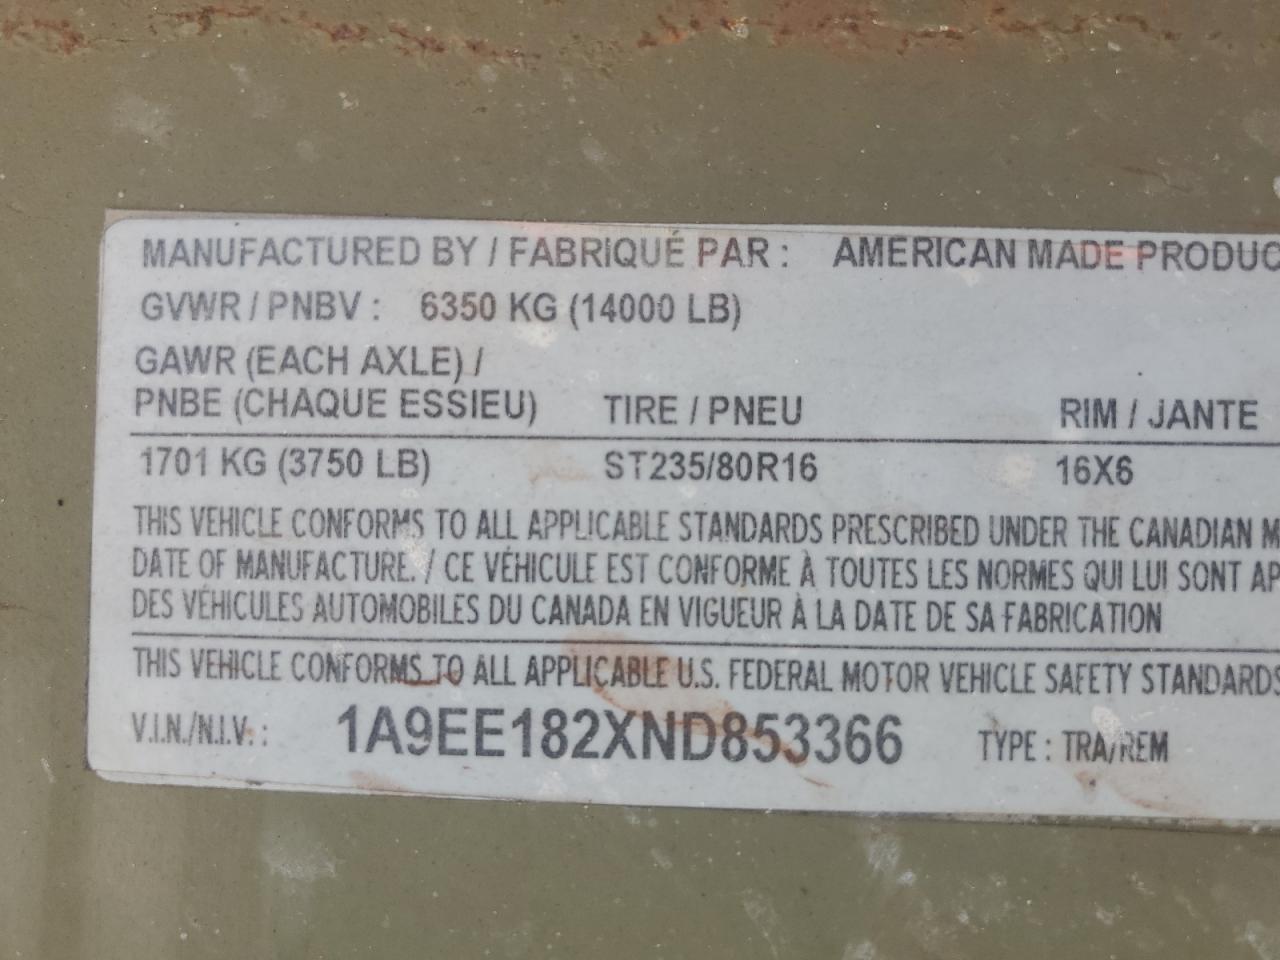 MANUFACTURED BY / FABRIQUÉ PAR : AMERICAN MADE PRODUC
GVWR / PNBV : 6350 KG (14000 LB)
GAWR (EACH AXLE) /
PNBE (CHAQUE ESSIEU) TIRE / PNEU RIM / JANTE
1701 KG (3750 LB) ST235/80R16 16X6
THIS VEHICLE CONFORMS TO ALL APPLICABLE STANDARDS PRESCRIBED UNDER THE CANADIAN M
DATE OF MANUFACTURE. / CE VÉHICULE EST CONFORME À TOUTES LES NORMES QUI LUI SONT AP
DES VÉHICULES AUTOMOBILES DU CANADA EN VIGUEUR À LA DATE DE SA FABRICATION
THIS VEHICLE CONFORMS TO ALL APPLICABLE U.S. FEDERAL MOTOR VEHICLE SAFETY STANDARDS
V.I.N./N.I.V. : 1A9EE182XND853366 TYPE : TRA/REM